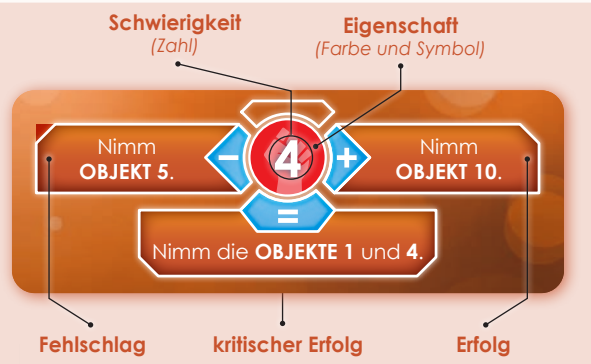 Schwierigkeit
(Zahl)
Eigenschaft
(Farbe und Symbol)
Nimm
OBJEKT 5.
−
4
+
Nimm
OBJEKT 10.
=
Nimm die OBJEKTE 1 und 4.
Fehlschlag
kritischer Erfolg
Erfolg